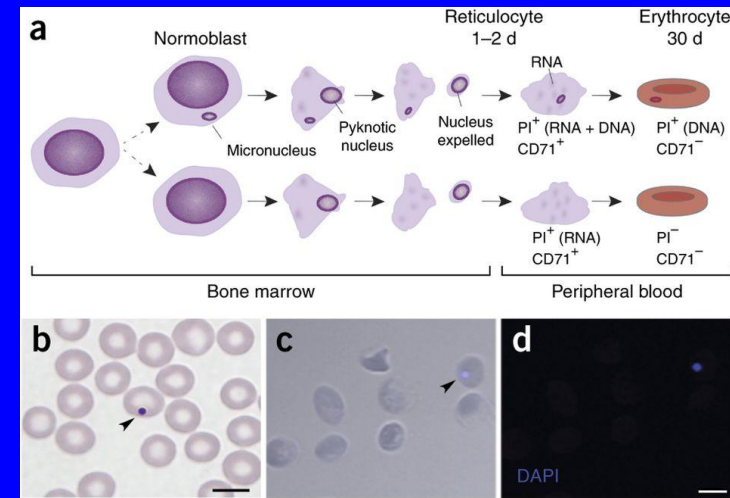 a
Normoblast
Reticulocyte
1–2 d
Erythrocyte
30 d
RNA
Micronucleus
Pyknotic
nucleus
Nucleus
expelled
PI+ (RNA + DNA)
CD71+
PI+ (DNA)
CD71−
PI+ (RNA)
CD71+
PI−
CD71−
Bone marrow
Peripheral blood
b
c
d
DAPI